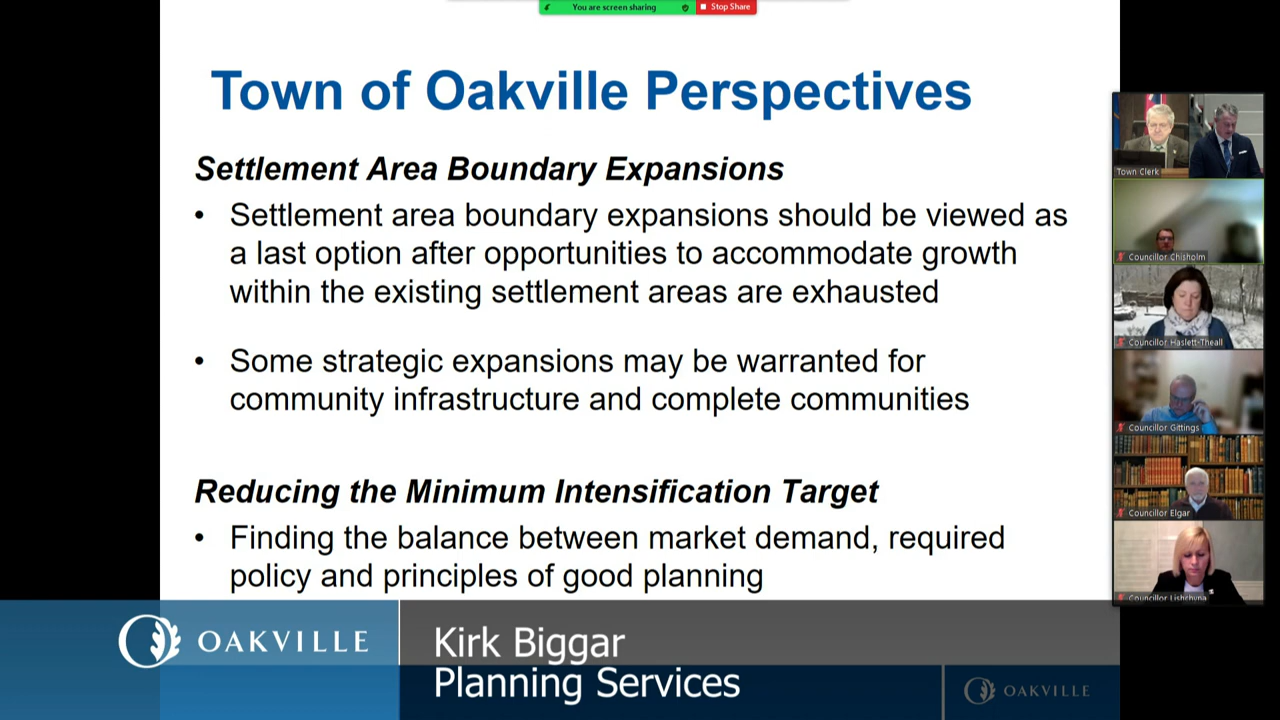 You are screen sharing
Stop Share
Town of Oakville Perspectives
Settlement Area Boundary Expansions
• Settlement area boundary expansions should be viewed as
a last option after opportunities to accommodate growth
within the existing settlement areas are exhausted
• Some strategic expansions may be warranted for
community infrastructure and complete communities
Reducing the Minimum Intensification Target
• Finding the balance between market demand, required
policy and principles of good planning
Town Clerk
Councillor Chisholm
Councillor Haslett-Theall
Councillor Gittings
Councillor Elgar
Councillor Lishchyna
OAKVILLE
Kirk Biggar
Planning Services
OAKVILLE